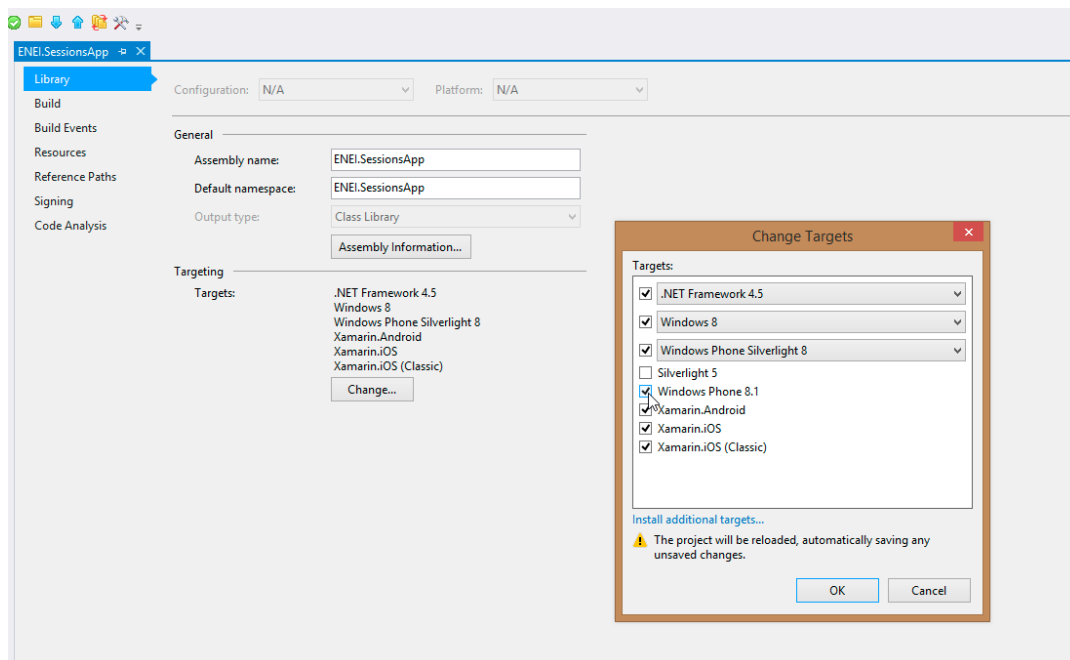 ENEI.SessionsApp
Library
Build
Build Events
Resources
Reference Paths
Signing
Code Analysis
Configuration: N/A Platform: N/A
General
Assembly name: ENEI.SessionsApp
Default namespace: ENEI.SessionsApp
Output type: Class Library
Assembly Information...
Targeting
Targets: .NET Framework 4.5
Windows 8
Windows Phone Silverlight 8
Xamarin.Android
Xamarin.iOS
Xamarin.iOS (Classic)
Change...
Change Targets
Targets:
.NET Framework 4.5
Windows 8
Windows Phone Silverlight 8
Silverlight 5
Windows Phone 8.1
Xamarin.Android
Xamarin.iOS
Xamarin.iOS (Classic)
Install additional targets...
The project will be reloaded, automatically saving any
unsaved changes.
OK Cancel